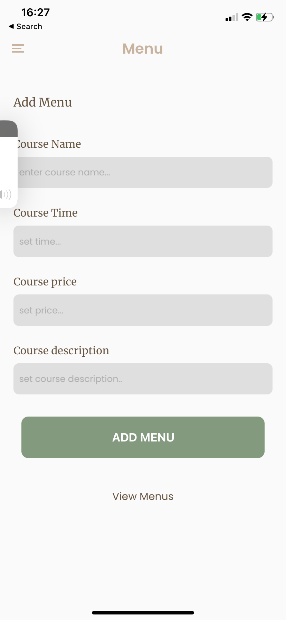 16:27
◀ Search
Menu
Add Menu
Course Name
enter course name...
Course Time
set time...
Course price
set price...
Course description
set course description..
ADD MENU
View Menus